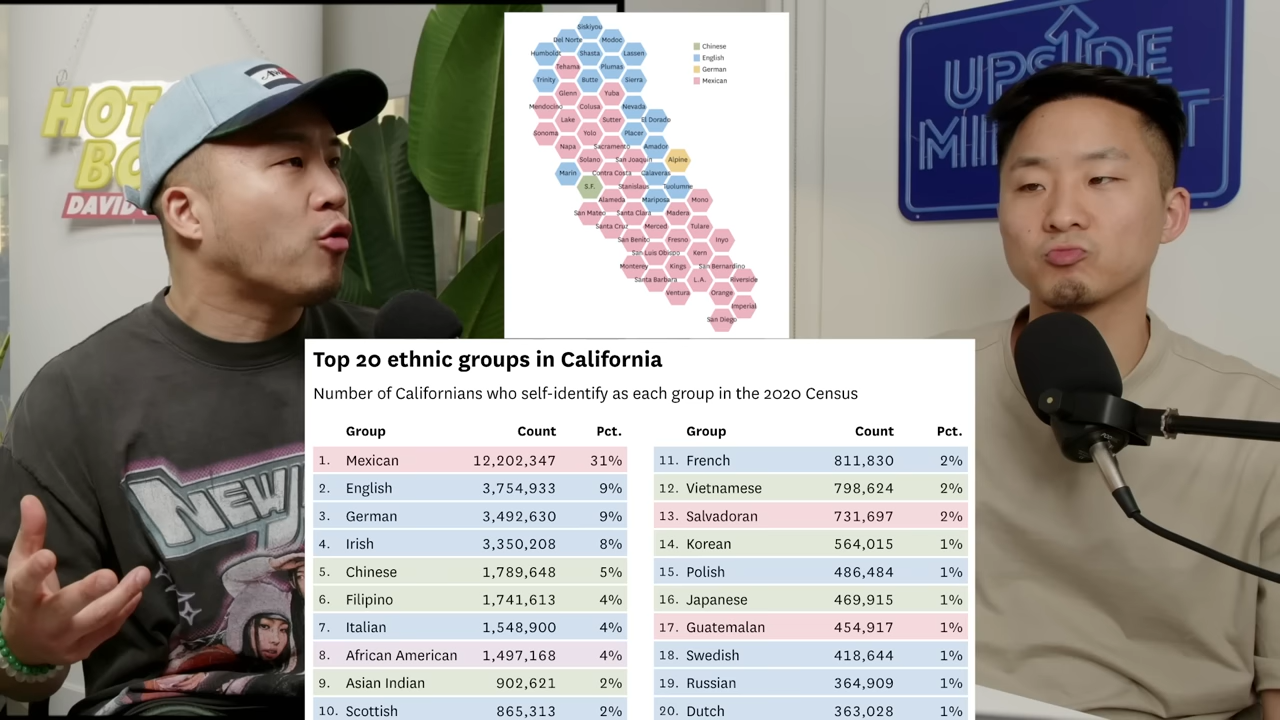 HOT
BO
DAVID
UPSIDE
Siskiyou
Del Norte
Modoc
Humboldt
Shasta
Lassen
Tehama
Plumas
Trinity
Butte
Sierra
Glenn
Yuba
Mendocino
Colusa
Nevada
Lake
Sutter
El Dorado
Sonoma
Yolo
Placer
Napa
Sacramento
Amador
Solano
San Joaquin
Alpine
Marin
Contra Costa
Calaveras
S.F.
Stanislaus
Tuolumne
Alameda
Mariposa
Mono
San Mateo
Santa Clara
Madera
Santa Cruz
Merced
Tulare
San Benito
Fresno
Inyo
San Luis Obispo
Kern
Monterey
Kings
San Bernardino
Santa Barbara
L.A.
Riverside
Ventura
Orange
Imperial
San Diego
Chinese
English
German
Mexican
Top 20 ethnic groups in California
Number of Californians who self-identify as each group in the 2020 Census
Group Count Pct.
1. Mexican 12,202,347 31%
2. English 3,754,933 9%
3. German 3,492,630 9%
4. Irish 3,350,208 8%
5. Chinese 1,789,648 5%
6. Filipino 1,741,613 4%
7. Italian 1,548,900 4%
8. African American 1,497,168 4%
9. Asian Indian 902,621 2%
10. Scottish 865,313 2%
Group Count Pct.
11. French 811,830 2%
12. Vietnamese 798,624 2%
13. Salvadoran 731,697 2%
14. Korean 564,015 1%
15. Polish 486,484 1%
16. Japanese 469,915 1%
17. Guatemalan 454,917 1%
18. Swedish 418,644 1%
19. Russian 364,909 1%
20. Dutch 363,028 1%
NEWJ